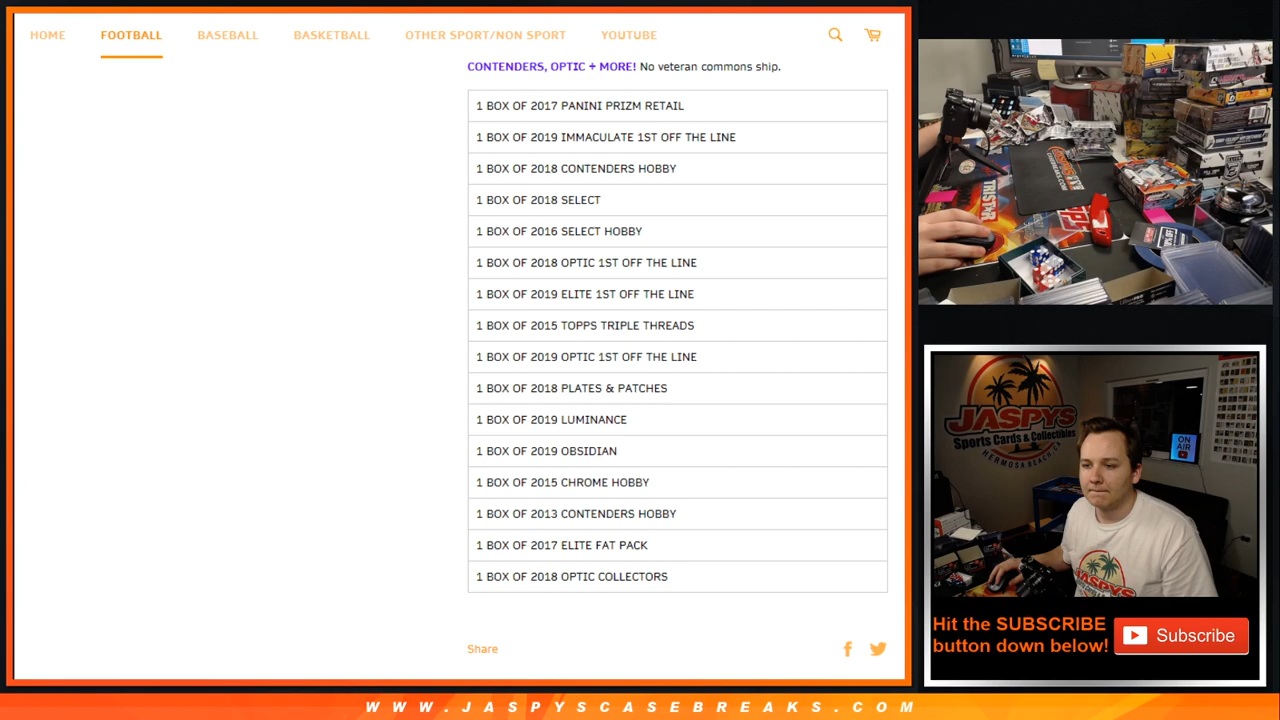 HOME FOOTBALL BASEBALL BASKETBALL OTHER SPORT/NON SPORT YOUTUBE
CONTENDERS, OPTIC + MORE! No veteran commons ship.
1 BOX OF 2017 PANINI PRIZM RETAIL
1 BOX OF 2019 IMMACULATE 1ST OFF THE LINE
1 BOX OF 2018 CONTENDERS HOBBY
1 BOX OF 2018 SELECT
1 BOX OF 2016 SELECT HOBBY
1 BOX OF 2018 OPTIC 1ST OFF THE LINE
1 BOX OF 2019 ELITE 1ST OFF THE LINE
1 BOX OF 2015 TOPPS TRIPLE THREADS
1 BOX OF 2019 OPTIC 1ST OFF THE LINE
1 BOX OF 2018 PLATES & PATCHES
1 BOX OF 2019 LUMINANCE
1 BOX OF 2019 OBSIDIAN
1 BOX OF 2015 CHROME HOBBY
1 BOX OF 2013 CONTENDERS HOBBY
1 BOX OF 2017 ELITE FAT PACK
1 BOX OF 2018 OPTIC COLLECTORS
Share
TRISTAR
JASPYS
Sports Cards & Collectibles
HERMOSA BEACH, CA
ON
AIR
JASPYS
Hit the SUBSCRIBE
button down below!
Subscribe
WWW.JASPYSCASEBREAKS.COM